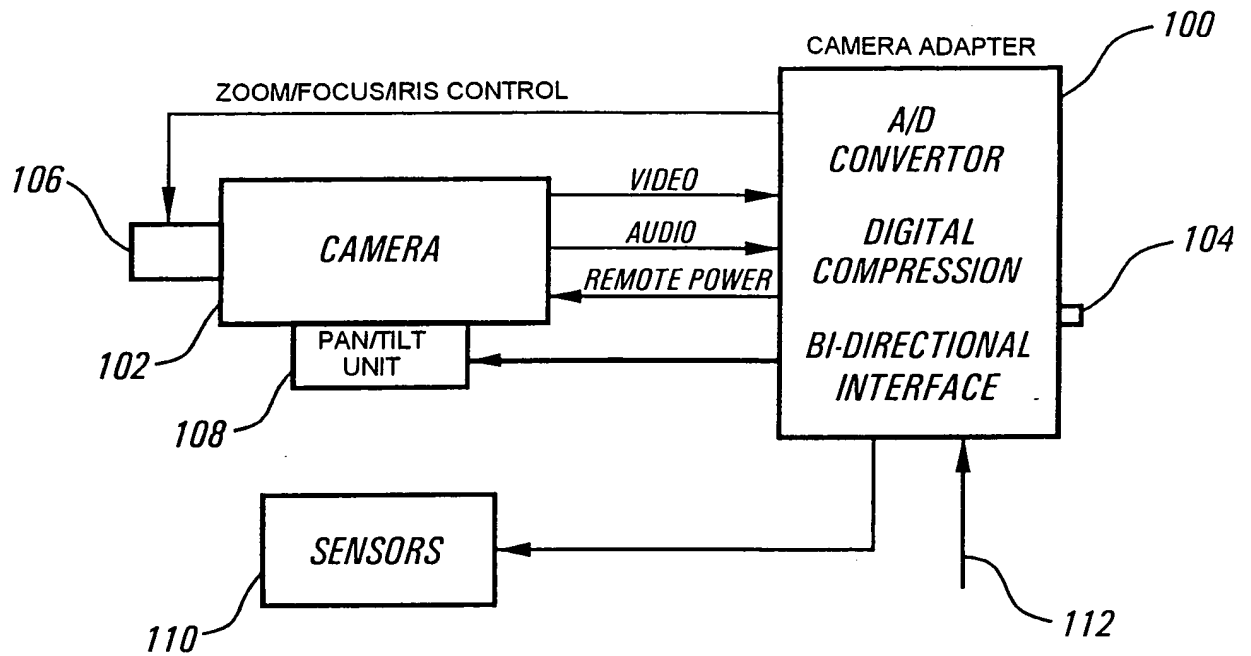 CAMERA ADAPTER
100
ZOOM/FOCUS/IRIS CONTROL
A/D
CONVERTOR
106
VIDEO
CAMERA
AUDIO
DIGITAL
COMPRESSION
104
REMOTE POWER
102
PAN/TILT
UNIT
BI-DIRECTIONAL
INTERFACE
108
SENSORS
110
112